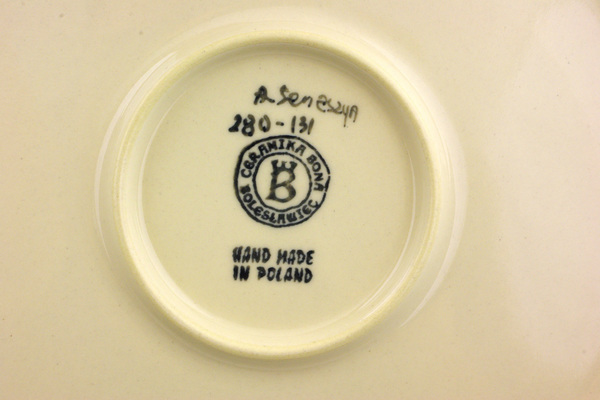 280-131
CERAMIKA BONA
BOLESŁAWIEC
B
HAND MADE
IN POLAND